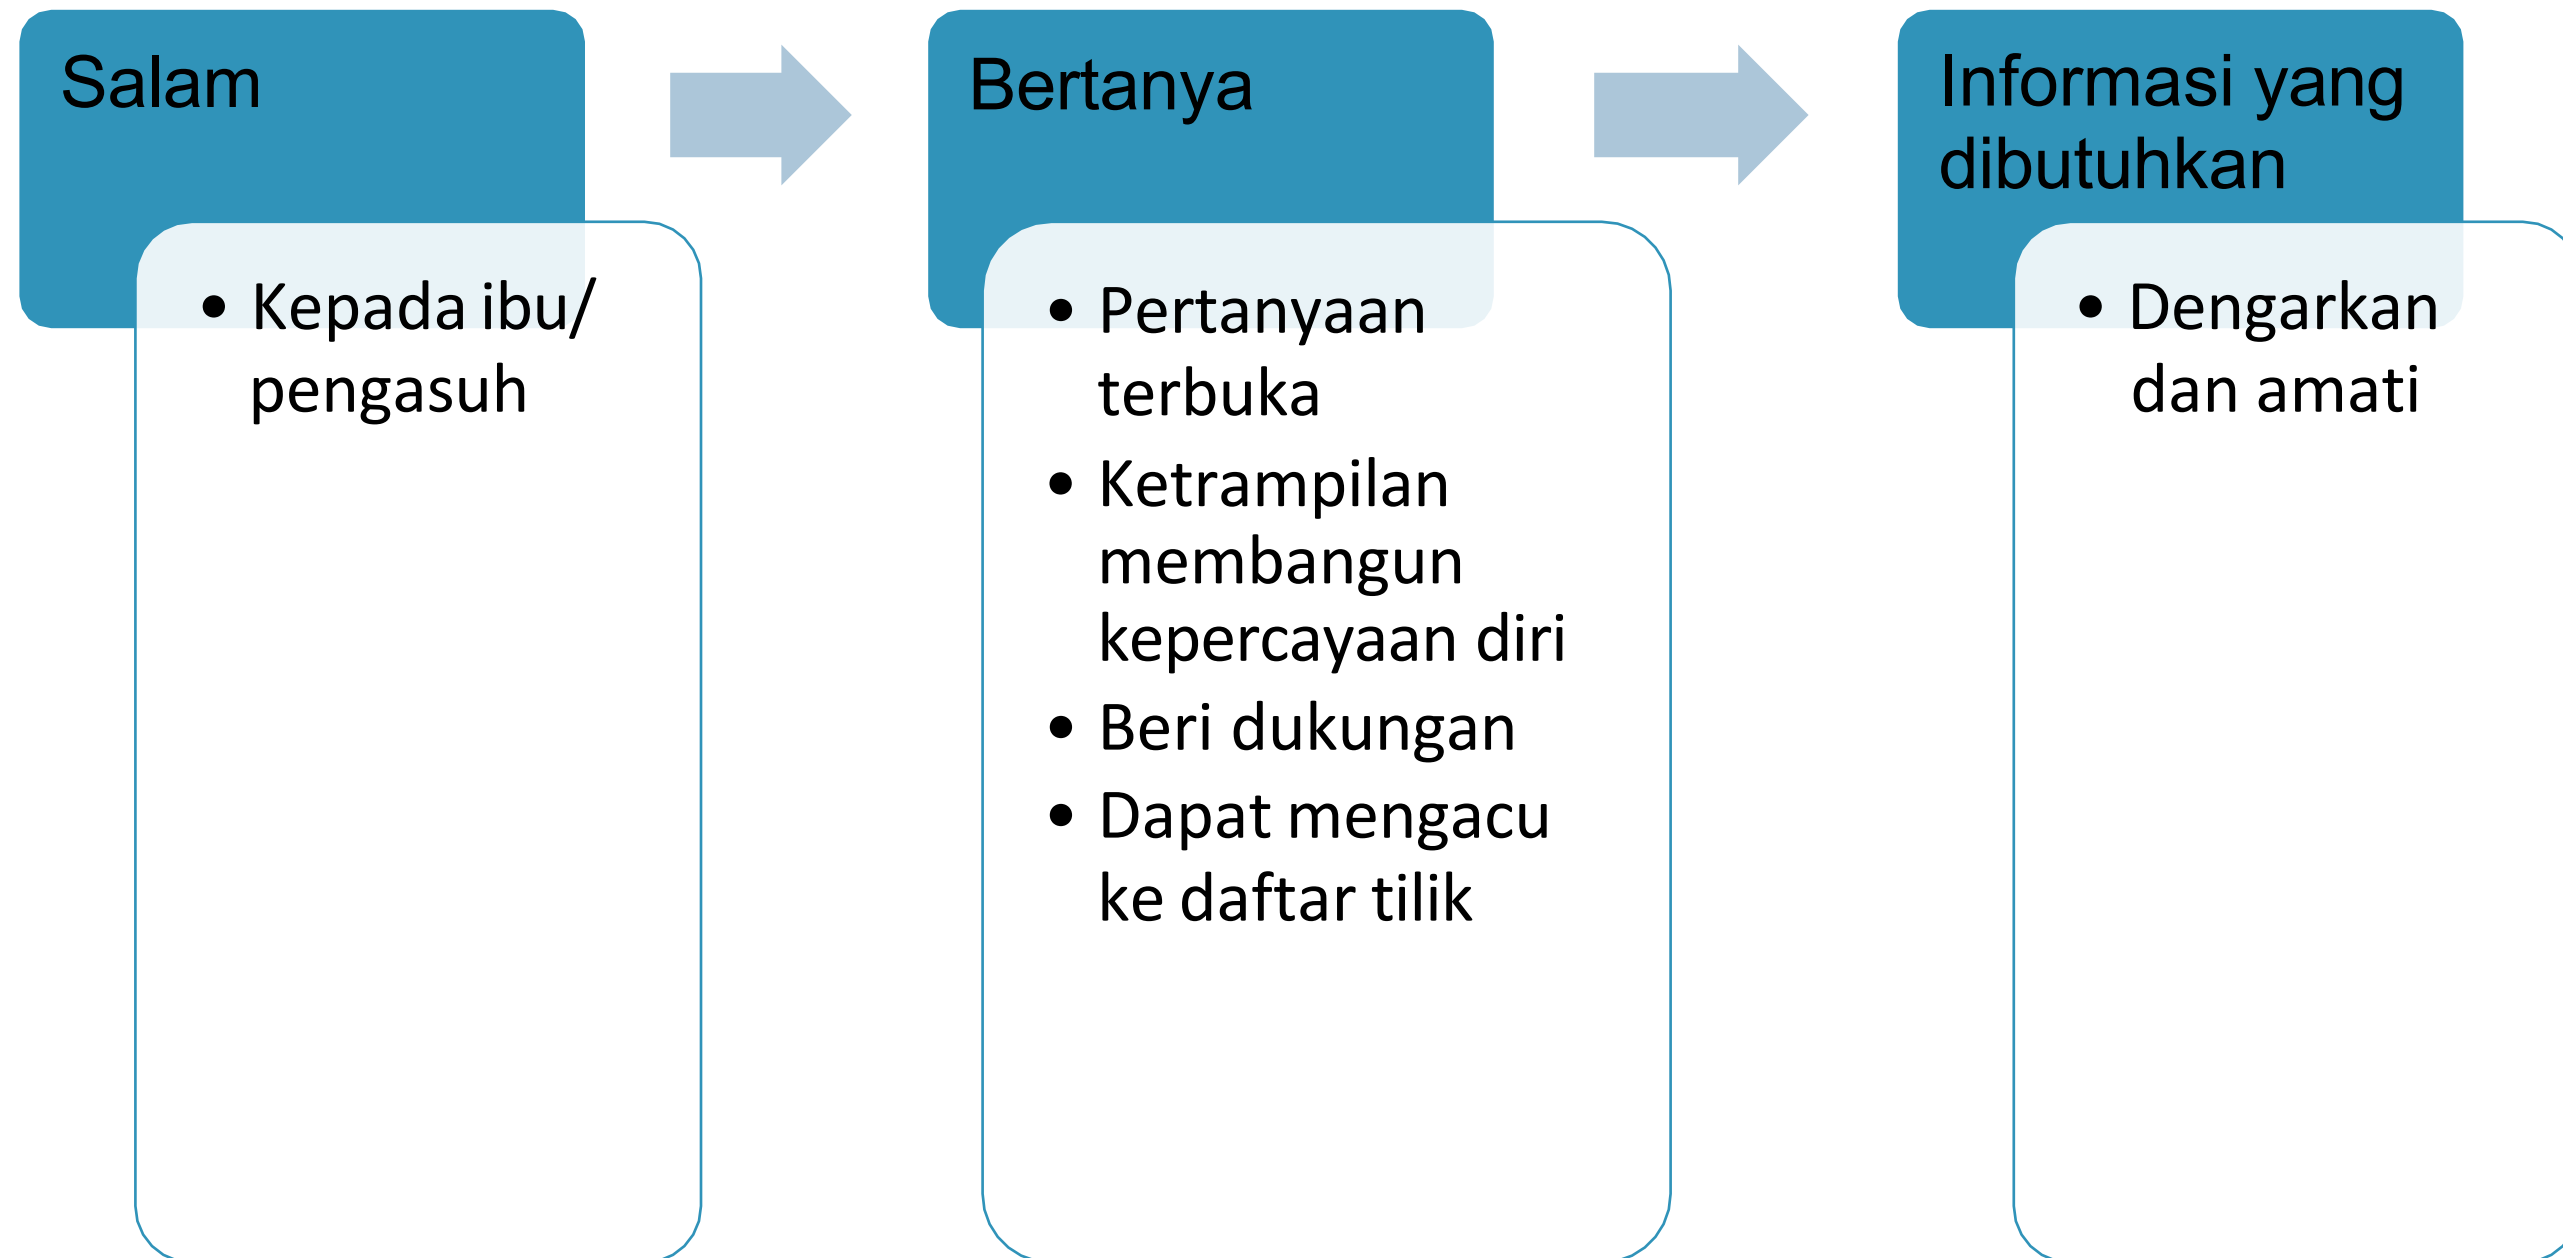 Salam
• Kepada ibu/
pengasuh
Bertanya
• Pertanyaan
terbuka
• Ketrampilan
membangun
kepercayaan diri
• Beri dukungan
• Dapat mengacu
ke daftar tilik
Informasi yang
dibutuhkan
• Dengarkan
dan amati